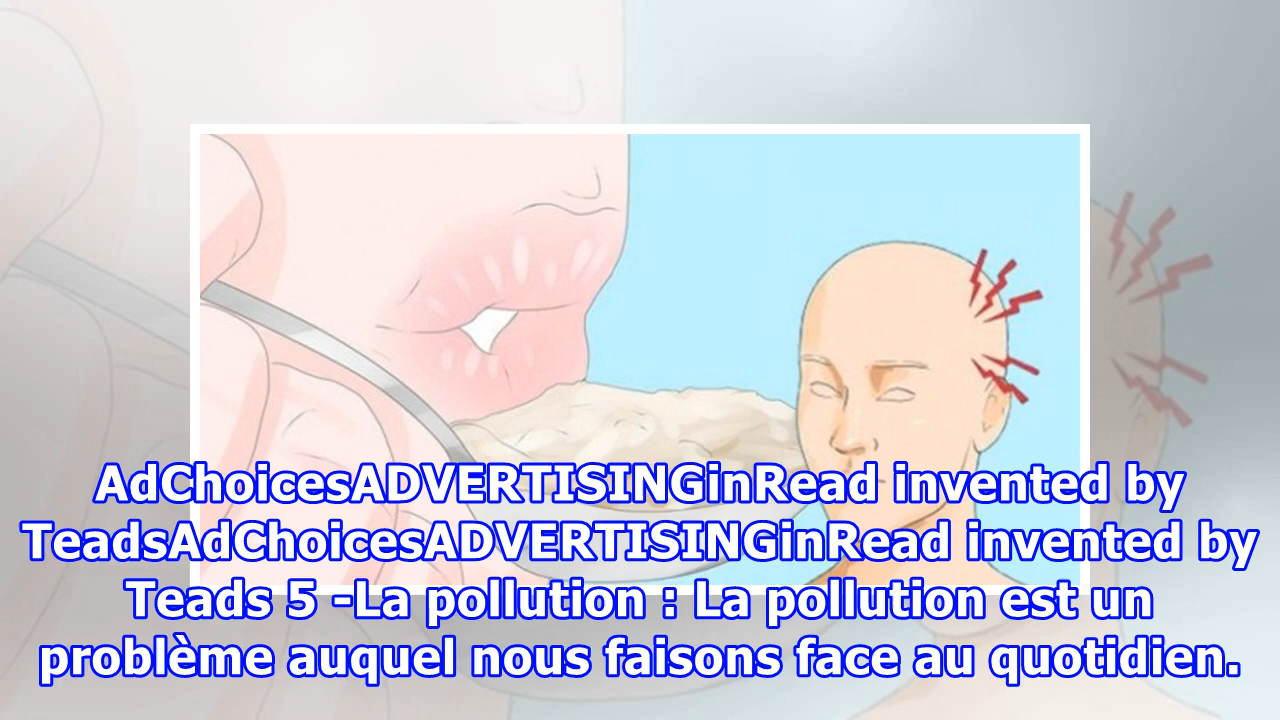 AdChoicesADVERTISINGinRead invented by
TeadsAdChoicesADVERTISINGinRead invented by
Teads 5 -La pollution : La pollution est un
problème auquel nous faisons face au quotidien.